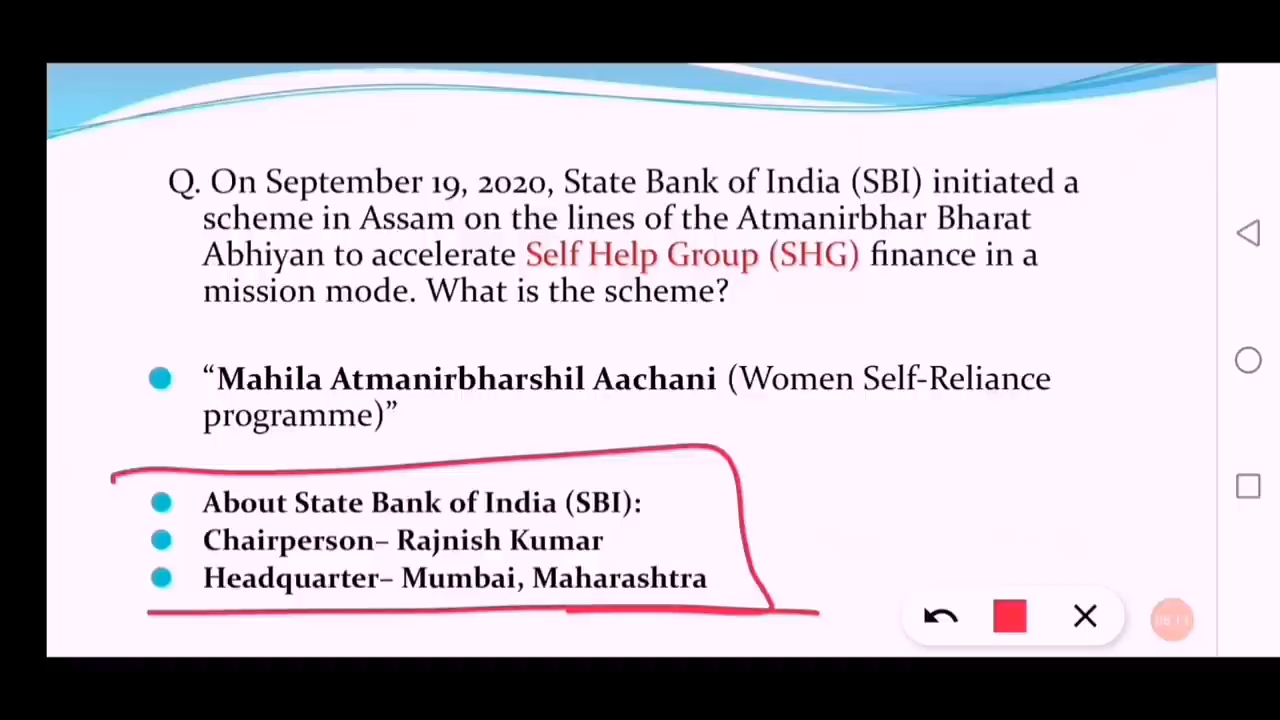 Q. On September 19, 2020, State Bank of India (SBI) initiated a
scheme in Assam on the lines of the Atmanirbhar Bharat
Abhiyan to accelerate Self Help Group (SHG) finance in a
mission mode. What is the scheme?
“Mahila Atmanirbharshil Aachani (Women Self-Reliance
programme)”
About State Bank of India (SBI):
Chairperson– Rajnish Kumar
Headquarter– Mumbai, Maharashtra